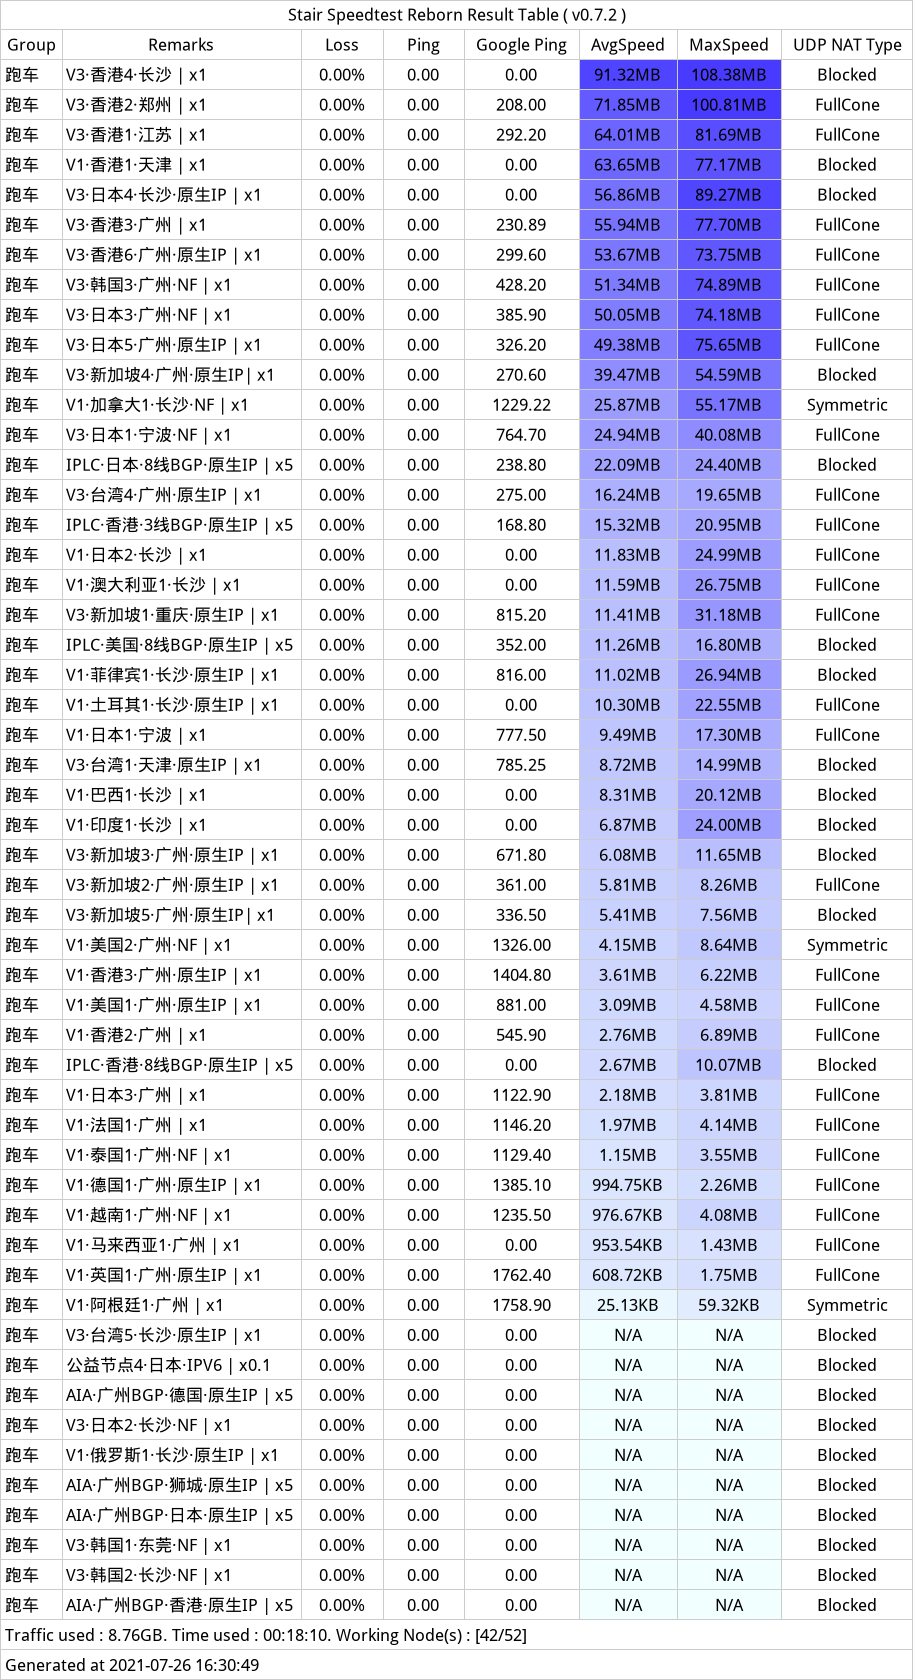 Stair Speedtest Reborn Result Table ( v0.7.2 )
Group Remarks Loss Ping Google Ping AvgSpeed MaxSpeed UDP NAT Type
跑车 V3·香港4·长沙 | x1 0.00% 0.00 0.00 91.32MB 108.38MB Blocked
跑车 V3·香港2·郑州 | x1 0.00% 0.00 208.00 71.85MB 100.81MB FullCone
跑车 V3·香港1·江苏 | x1 0.00% 0.00 292.20 64.01MB 81.69MB FullCone
跑车 V1·香港1·天津 | x1 0.00% 0.00 0.00 63.65MB 77.17MB Blocked
跑车 V3·日本4·长沙·原生IP | x1 0.00% 0.00 0.00 56.86MB 89.27MB Blocked
跑车 V3·香港3·广州 | x1 0.00% 0.00 230.89 55.94MB 77.70MB FullCone
跑车 V3·香港6·广州·原生IP | x1 0.00% 0.00 299.60 53.67MB 73.75MB FullCone
跑车 V3·韩国3·广州·NF | x1 0.00% 0.00 428.20 51.34MB 74.89MB FullCone
跑车 V3·日本3·广州·NF | x1 0.00% 0.00 385.90 50.05MB 74.18MB FullCone
跑车 V3·日本5·广州·原生IP | x1 0.00% 0.00 326.20 49.38MB 75.65MB FullCone
跑车 V3·新加坡4·广州·原生IP| x1 0.00% 0.00 270.60 39.47MB 54.59MB Blocked
跑车 V1·加拿大1·长沙·NF | x1 0.00% 0.00 1229.22 25.87MB 55.17MB Symmetric
跑车 V3·日本1·宁波·NF | x1 0.00% 0.00 764.70 24.94MB 40.08MB FullCone
跑车 IPLC·日本·8线BGP·原生IP | x5 0.00% 0.00 238.80 22.09MB 24.40MB Blocked
跑车 V3·台湾4·广州·原生IP | x1 0.00% 0.00 275.00 16.24MB 19.65MB FullCone
跑车 IPLC·香港·3线BGP·原生IP | x5 0.00% 0.00 168.80 15.32MB 20.95MB FullCone
跑车 V1·日本2·长沙 | x1 0.00% 0.00 0.00 11.83MB 24.99MB FullCone
跑车 V1·澳大利亚1·长沙 | x1 0.00% 0.00 0.00 11.59MB 26.75MB FullCone
跑车 V3·新加坡1·重庆·原生IP | x1 0.00% 0.00 815.20 11.41MB 31.18MB FullCone
跑车 IPLC·美国·8线BGP·原生IP | x5 0.00% 0.00 352.00 11.26MB 16.80MB Blocked
跑车 V1·菲律宾1·长沙·原生IP | x1 0.00% 0.00 816.00 11.02MB 26.94MB Blocked
跑车 V1·土耳其1·长沙·原生IP | x1 0.00% 0.00 0.00 10.30MB 22.55MB FullCone
跑车 V1·日本1·宁波 | x1 0.00% 0.00 777.50 9.49MB 17.30MB FullCone
跑车 V3·台湾1·天津·原生IP | x1 0.00% 0.00 785.25 8.72MB 14.99MB Blocked
跑车 V1·巴西1·长沙 | x1 0.00% 0.00 0.00 8.31MB 20.12MB Blocked
跑车 V1·印度1·长沙 | x1 0.00% 0.00 0.00 6.87MB 24.00MB Blocked
跑车 V3·新加坡3·广州·原生IP | x1 0.00% 0.00 671.80 6.08MB 11.65MB Blocked
跑车 V3·新加坡2·广州·原生IP | x1 0.00% 0.00 361.00 5.81MB 8.26MB FullCone
跑车 V3·新加坡5·广州·原生IP| x1 0.00% 0.00 336.50 5.41MB 7.56MB Blocked
跑车 V1·美国2·广州·NF | x1 0.00% 0.00 1326.00 4.15MB 8.64MB Symmetric
跑车 V1·香港3·广州·原生IP | x1 0.00% 0.00 1404.80 3.61MB 6.22MB FullCone
跑车 V1·美国1·广州·原生IP | x1 0.00% 0.00 881.00 3.09MB 4.58MB FullCone
跑车 V1·香港2·广州 | x1 0.00% 0.00 545.90 2.76MB 6.89MB FullCone
跑车 IPLC·香港·8线BGP·原生IP | x5 0.00% 0.00 0.00 2.67MB 10.07MB Blocked
跑车 V1·日本3·广州 | x1 0.00% 0.00 1122.90 2.18MB 3.81MB FullCone
跑车 V1·法国1·广州 | x1 0.00% 0.00 1146.20 1.97MB 4.14MB FullCone
跑车 V1·泰国1·广州·NF | x1 0.00% 0.00 1129.40 1.15MB 3.55MB FullCone
跑车 V1·德国1·广州·原生IP | x1 0.00% 0.00 1385.10 994.75KB 2.26MB FullCone
跑车 V1·越南1·广州·NF | x1 0.00% 0.00 1235.50 976.67KB 4.08MB FullCone
跑车 V1·马来西亚1·广州 | x1 0.00% 0.00 0.00 953.54KB 1.43MB FullCone
跑车 V1·英国1·广州·原生IP | x1 0.00% 0.00 1762.40 608.72KB 1.75MB FullCone
跑车 V1·阿根廷1·广州 | x1 0.00% 0.00 1758.90 25.13KB 59.32KB Symmetric
跑车 V3·台湾5·长沙·原生IP | x1 0.00% 0.00 0.00 N/A N/A Blocked
跑车 公益节点4·日本·IPV6 | x0.1 0.00% 0.00 0.00 N/A N/A Blocked
跑车 AIA·广州BGP·德国·原生IP | x5 0.00% 0.00 0.00 N/A N/A Blocked
跑车 V3·日本2·长沙·NF | x1 0.00% 0.00 0.00 N/A N/A Blocked
跑车 V1·俄罗斯1·长沙·原生IP | x1 0.00% 0.00 0.00 N/A N/A Blocked
跑车 AIA·广州BGP·狮城·原生IP | x5 0.00% 0.00 0.00 N/A N/A Blocked
跑车 AIA·广州BGP·日本·原生IP | x5 0.00% 0.00 0.00 N/A N/A Blocked
跑车 V3·韩国1·东莞·NF | x1 0.00% 0.00 0.00 N/A N/A Blocked
跑车 V3·韩国2·长沙·NF | x1 0.00% 0.00 0.00 N/A N/A Blocked
跑车 AIA·广州BGP·香港·原生IP | x5 0.00% 0.00 0.00 N/A N/A Blocked
Traffic used : 8.76GB. Time used : 00:18:10. Working Node(s) : [42/52]
Generated at 2021-07-26 16:30:49